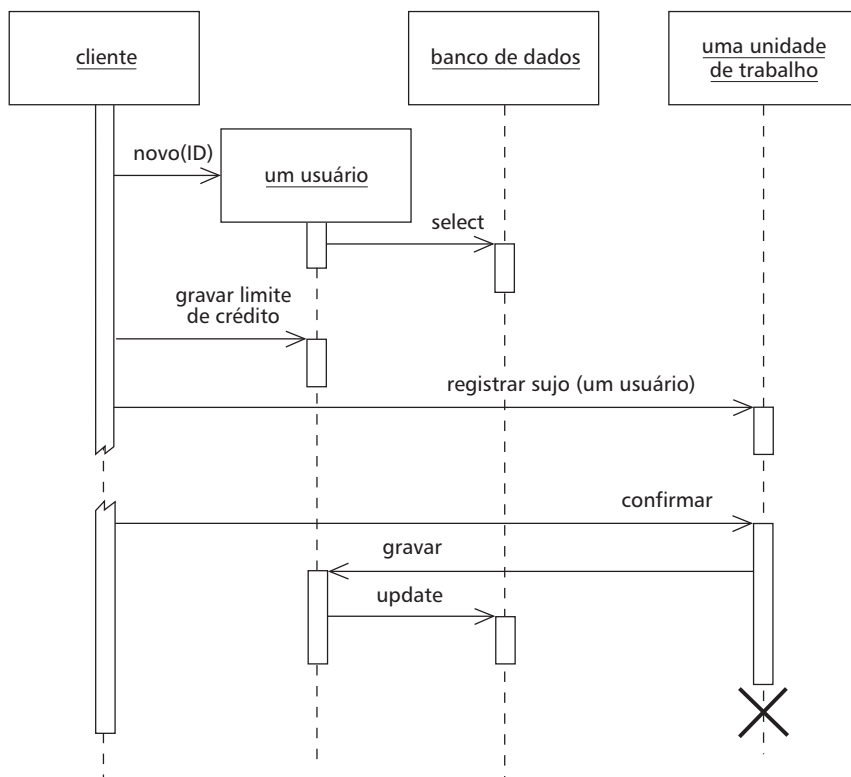 cliente
banco de dados
uma unidade
de trabalho
novo(ID)
um usuário
select
gravar limite
de crédito
registrar sujo (um usuário)
confirmar
gravar
update